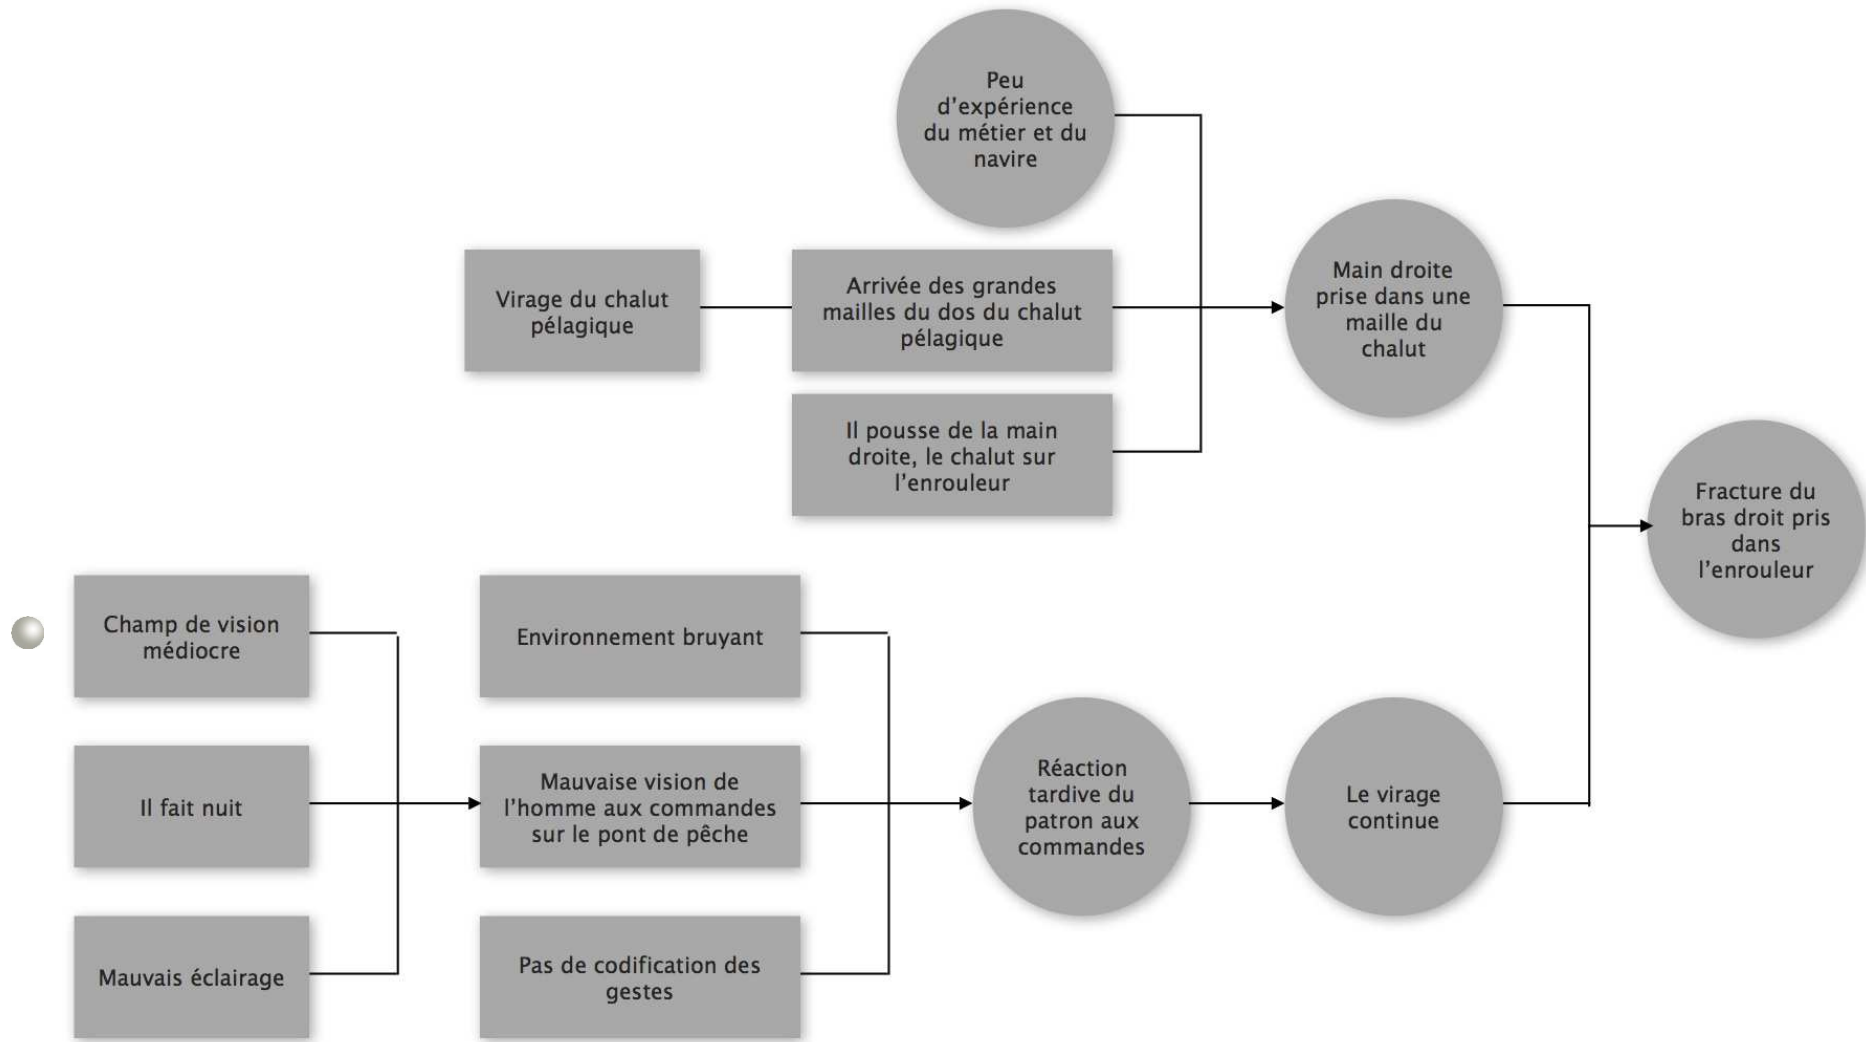 Peu
d'expérience
du métier et du
navire
Virage du chalut
pélagique
Arrivée des grandes
mailles du dos du chalut
pélagique
Main droite
prise dans une
maille du
chalut
Il pousse de la main
droite, le chalut sur
l'enrouleur
Fracture du
bras droit pris
dans
l'enrouleur
Champ de vision
médiocre
Environnement bruyant
Il fait nuit
Mauvaise vision de
l'homme aux commandes
sur le pont de pêche
Réaction
tardive du
patron aux
commandes
Le virage
continue
Mauvais éclairage
Pas de codification des
gestes